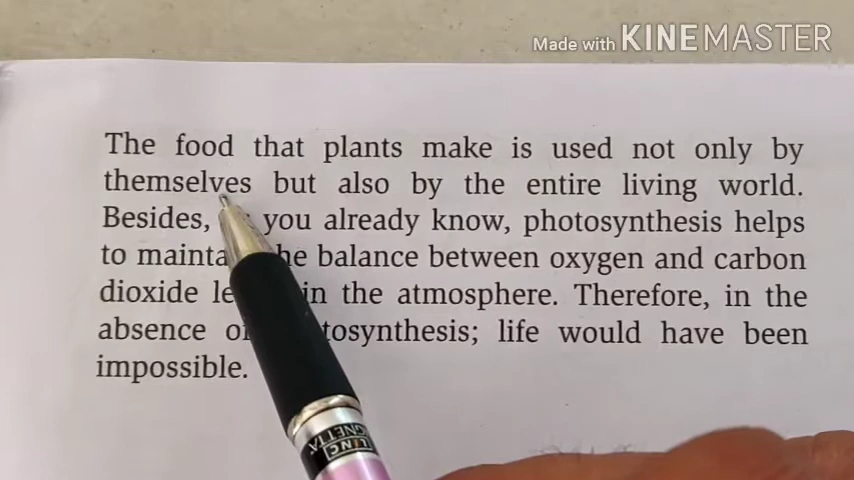 Made with KINEMASTER
The food that plants make is used not only by
themselves but also by the entire living world.
Besides, you already know, photosynthesis helps
to balance between oxygen and carbon
dioxide in the atmosphere. Therefore, in the
absence life would have been
impossible.
LINC